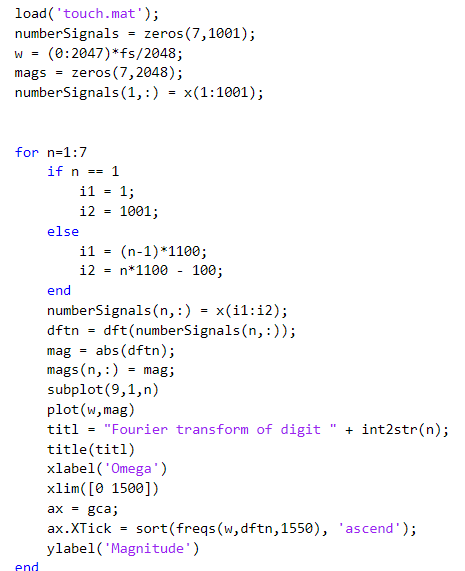 load('touch.mat');
numberSignals = zeros(7,1001);
w = (0:2047)*fs/2048;
mags = zeros(7,2048);
numberSignals(1,:) = x(1:1001);
for n=1:7
if n == 1
i1 = 1;
i2 = 1001;
else
i1 = (n-1)*1100;
i2 = n*1100 - 100;
end
numberSignals(n,:) = x(i1:i2);
dftn = dft(numberSignals(n,:));
mag = abs(dftn);
mags(n,:) = mag;
subplot(9,1,n)
plot(w,mag)
titl = "Fourier transform of digit " + int2str(n);
title(titl)
xlabel('Omega')
xlim([0 1500])
ax = gca;
ax.XTick = sort(freqs(w,dftn,1550), 'ascend');
ylabel('Magnitude')
end